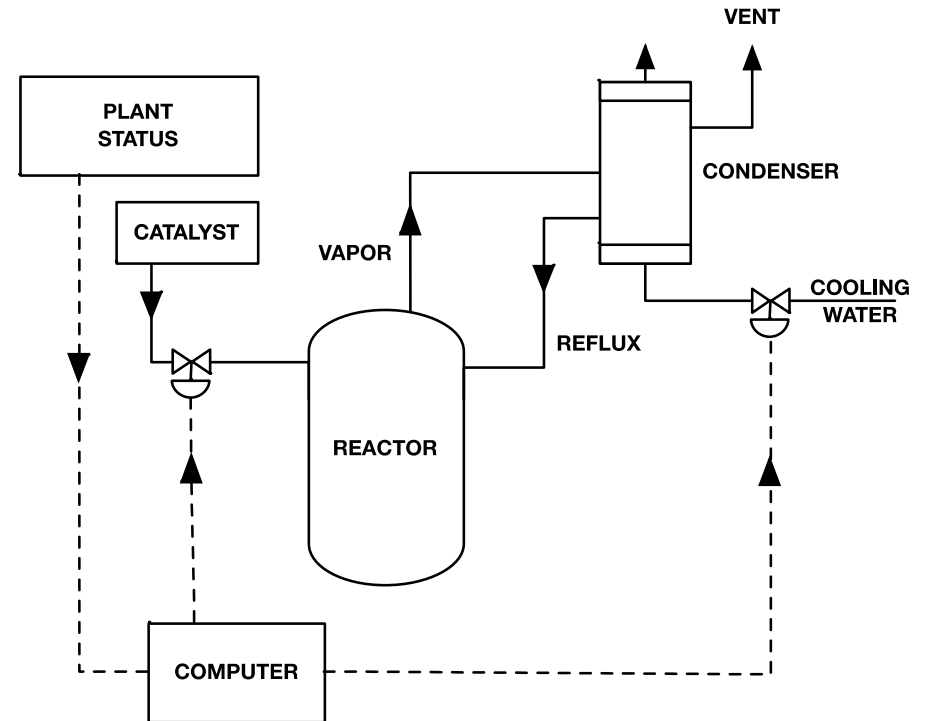 VENT
PLANT
STATUS
CONDENSER
CATALYST
VAPOR
COOLING
WATER
REFLUX
REACTOR
COMPUTER